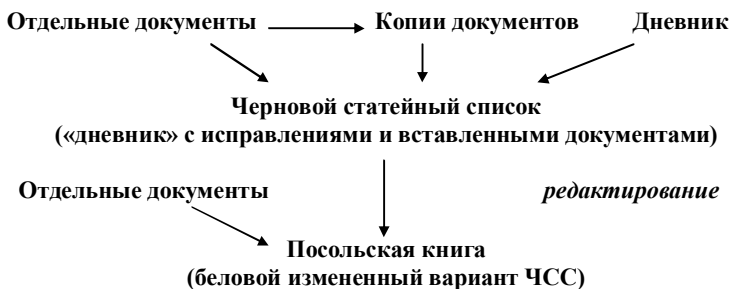 Отдельные документы Копии документов Дневник
Черновой статейный список
(«дневник» с исправлениями и вставленными документами)
Отдельные документы редактирование
Посольская книга
(беловой измененный вариант ЧСС)